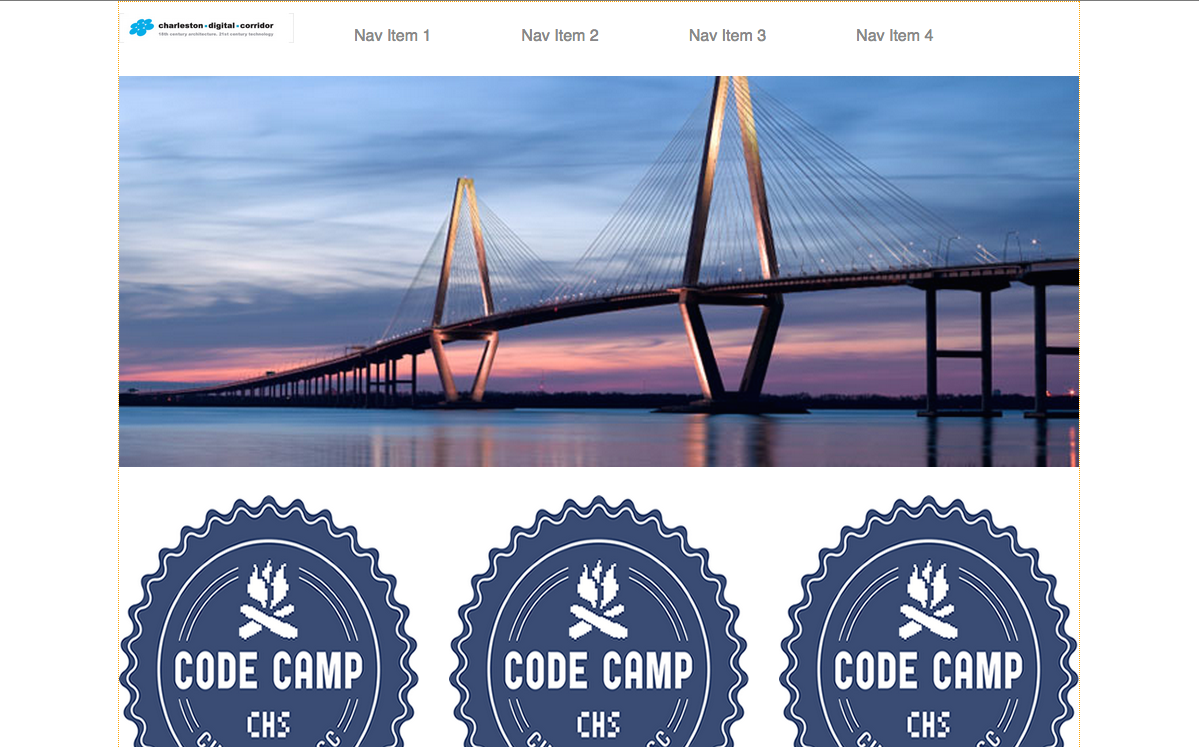 charleston•digital•corridor
18th century architecture. 21st century technology
Nav Item 1
Nav Item 2
Nav Item 3
Nav Item 4
CODE CAMP
CODE CAMP
CODE CAMP
CHS
CHS
CHS